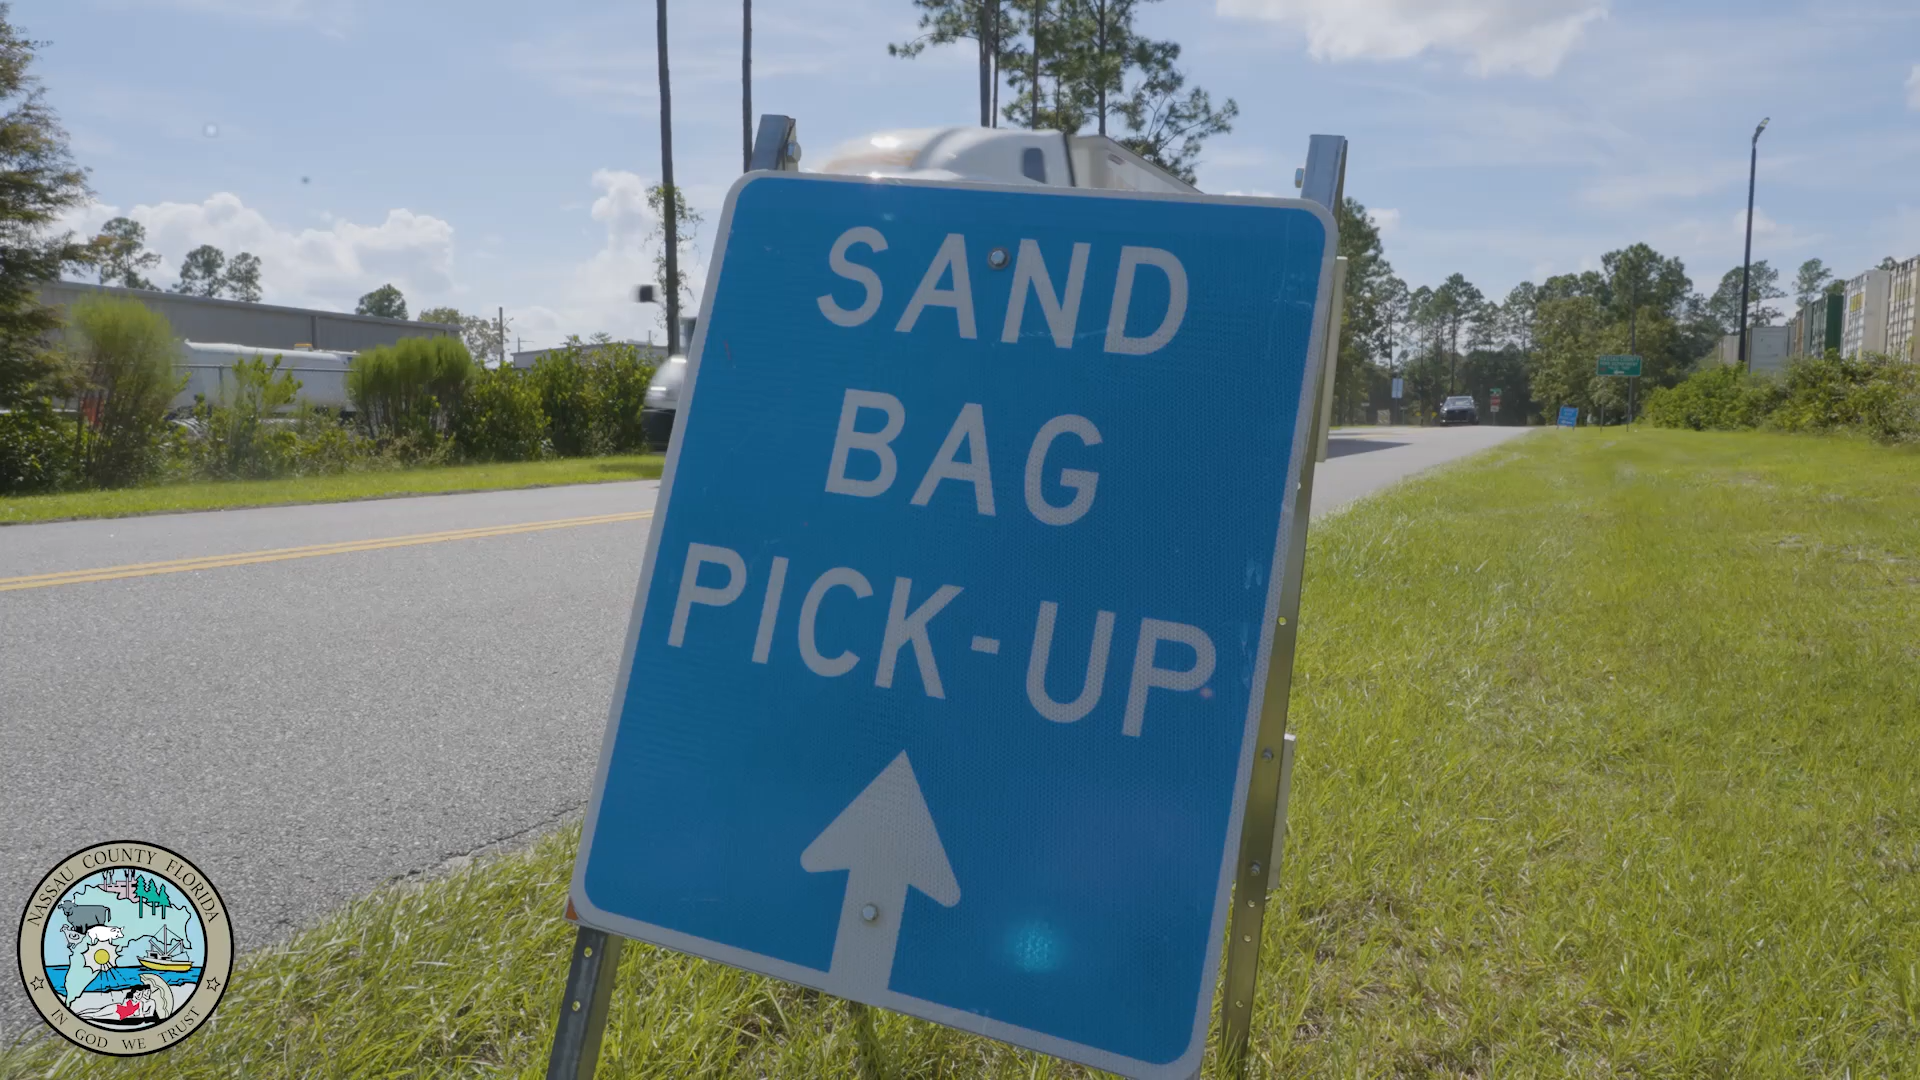 SAND
BAG
PICK-UP
NASSAU COUNTY FLORIDA
IN GOD WE TRUST